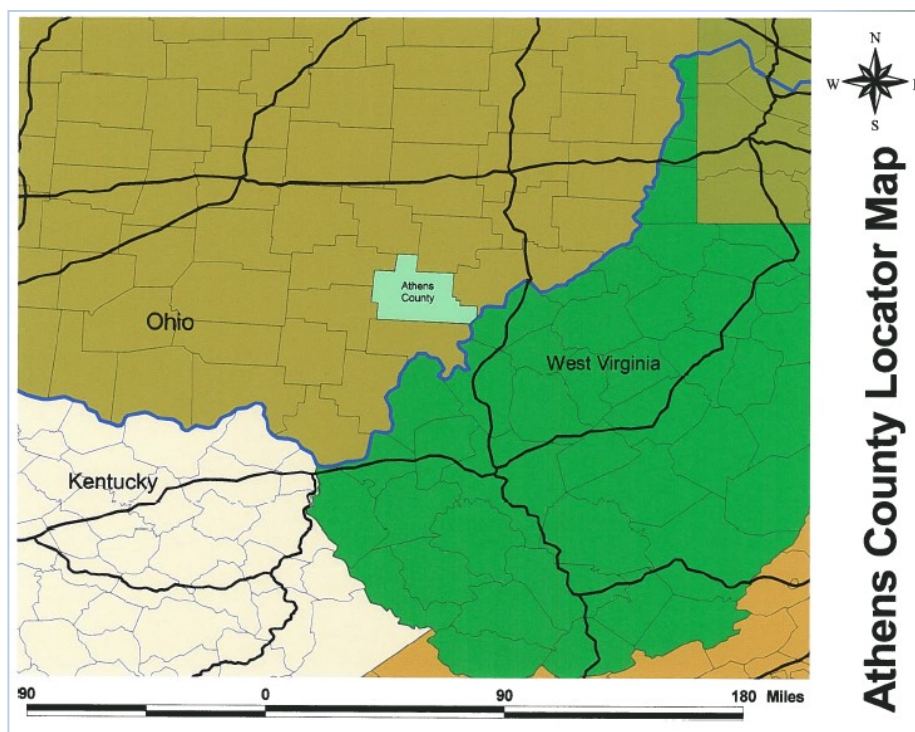 N
W E
S
Athens County Locator Map
Athens
County
Ohio
West Virginia
Kentucky
90 0 90 180 Miles